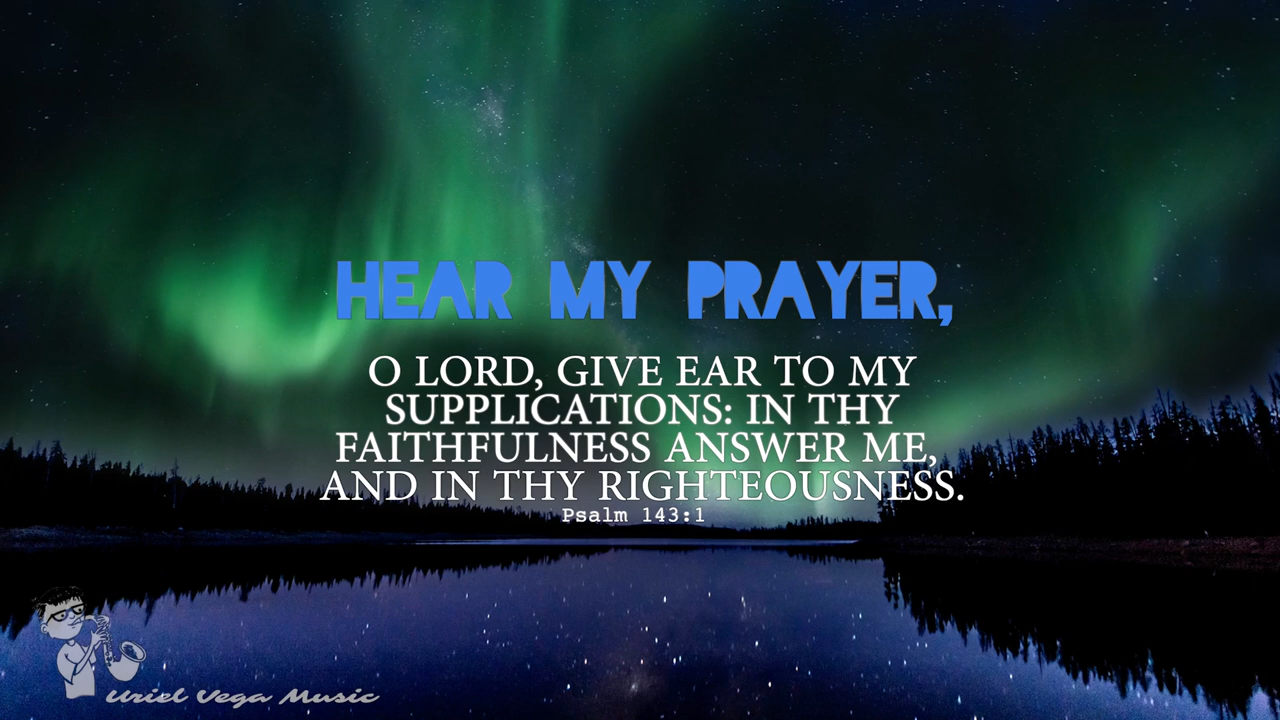 HEAR MY PRAYER,
O LORD, GIVE EAR TO MY
SUPPLICATIONS: IN THY
FAITHFULNESS ANSWER ME,
AND IN THY RIGHTEOUSNESS.
Psalm 143:1
Uriel Vega Music